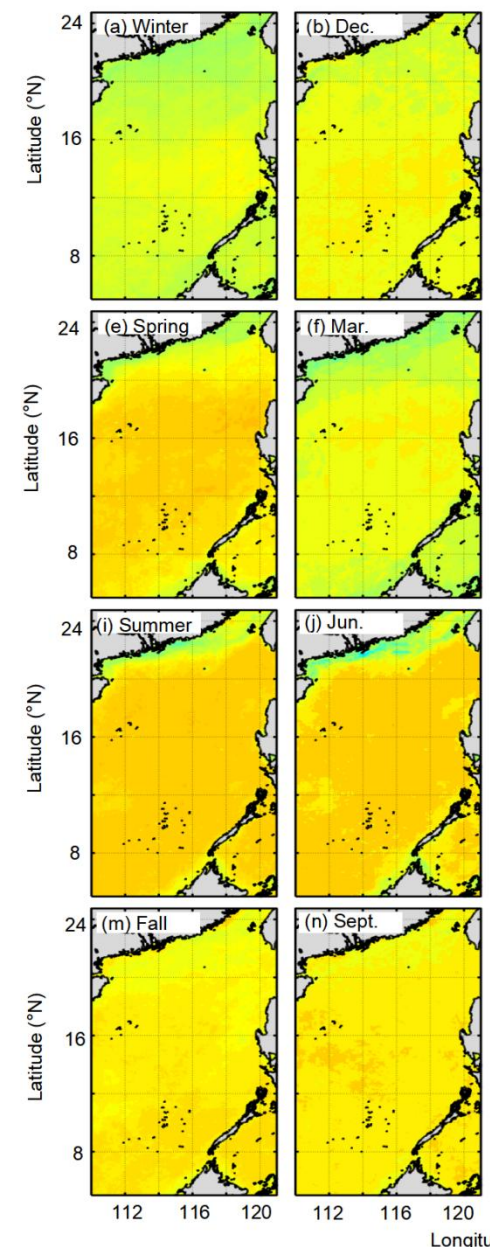 24
(a) Winter
(b) Dec.
Latitude (°N)
16
8
24
(e) Spring
(f) Mar.
Latitude (°N)
16
8
24
(i) Summer
(j) Jun.
Latitude (°N)
16
8
24
(m) Fall
(n) Sept.
Latitude (°N)
16
8
112 116 120 112 116 120
Longitu